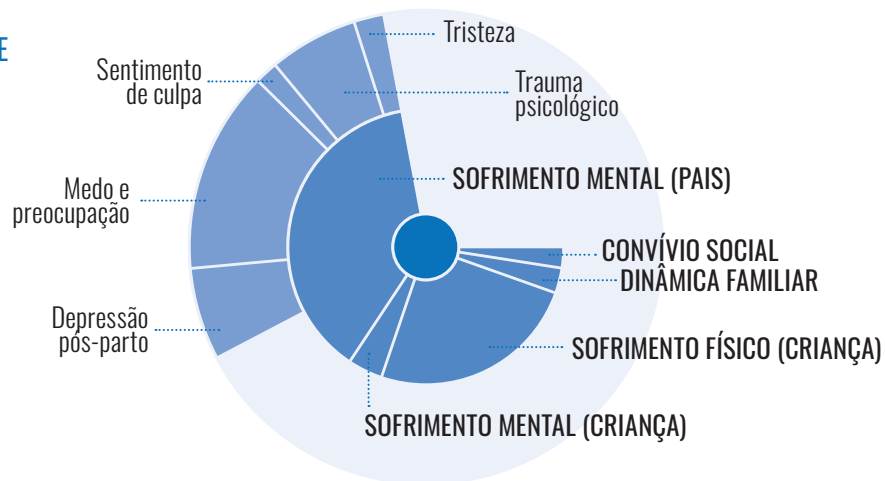 E
Tristeza
Sentimento
de culpa
Trauma
psicológico
SOFRIMENTO MENTAL (PAIS)
Medo e
preocupação
CONVÍVIO SOCIAL
DINÂMICA FAMILIAR
Depressão
pós-parto
SOFRIMENTO FÍSICO (CRIANÇA)
SOFRIMENTO MENTAL (CRIANÇA)